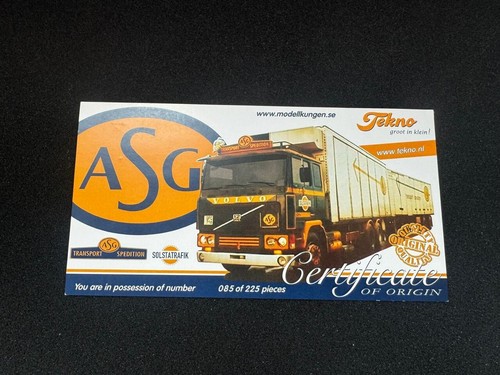 www.modellkungen.se
Tekno
groot in klein!
www.tekno.nl
ASG
VOLVO
ASG
TRANSPORT SPEDITION
SOLSTATRAFIK
ORIGINAL
QUALITY
Certificate
OF ORIGIN
You are in possession of number 085 of 225 pieces